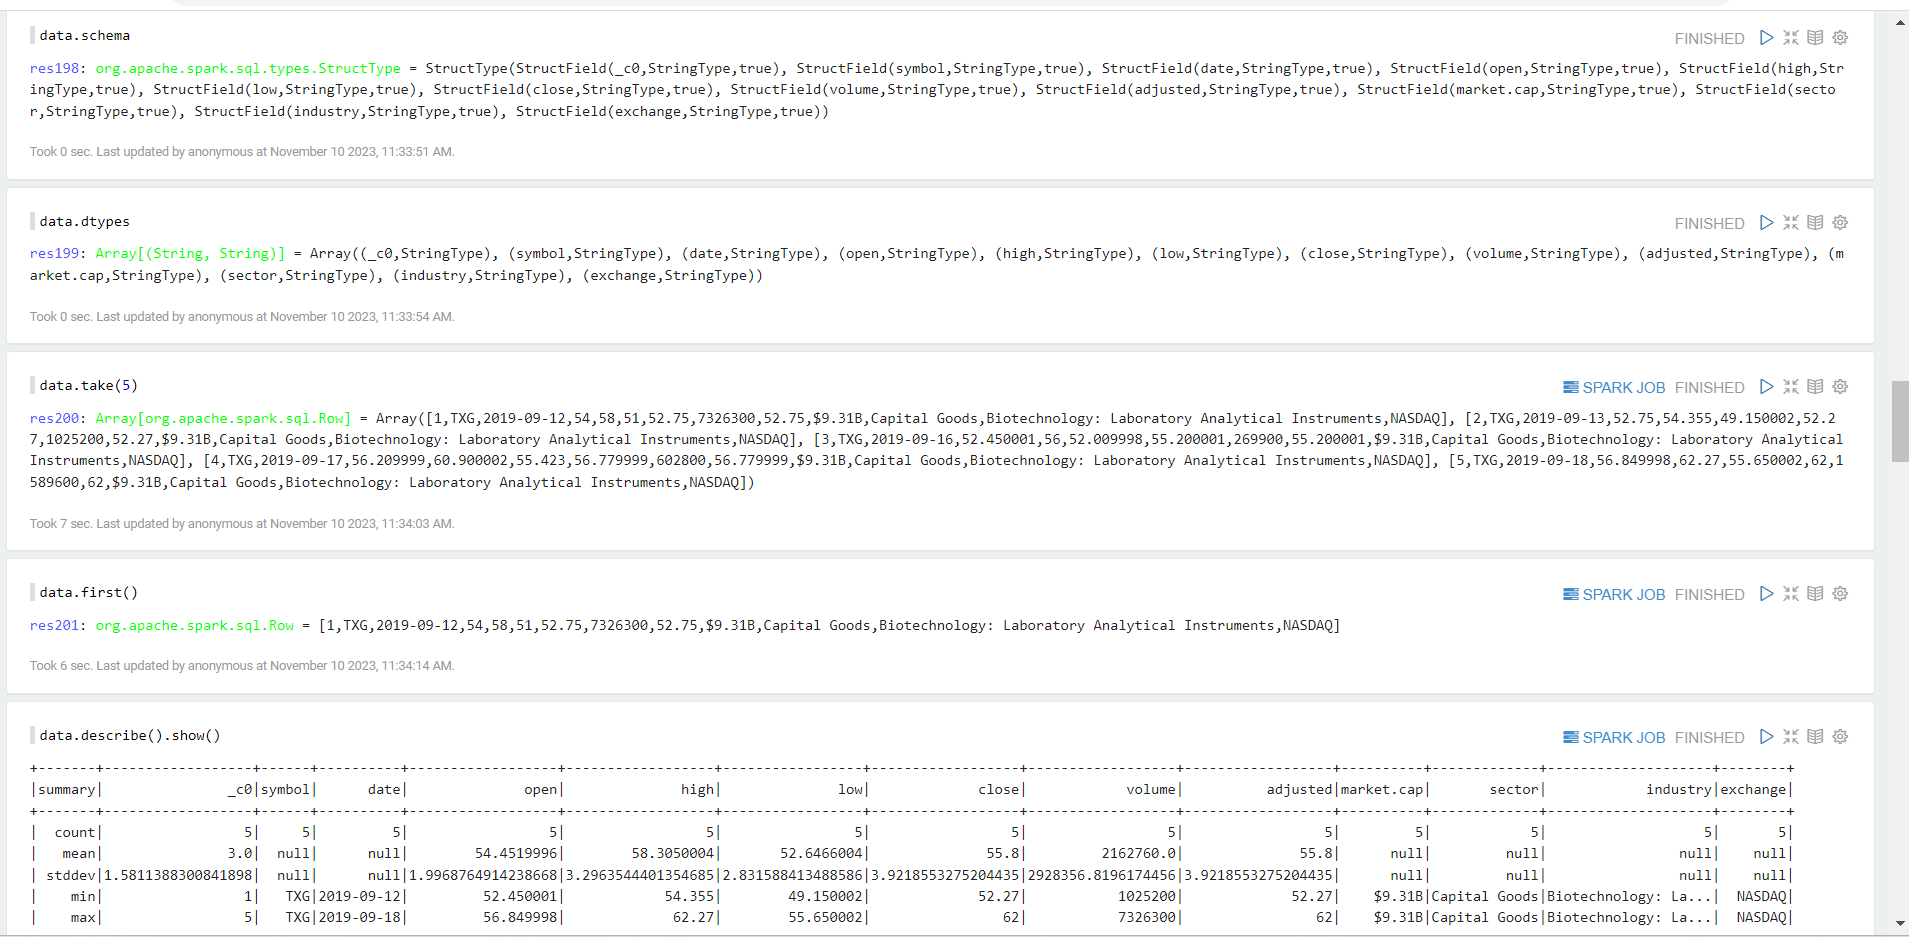 data.schema
FINISHED
res198: org.apache.spark.sql.types.StructType = StructType(StructField(_c0,StringType,true), StructField(symbol,StringType,true), StructField(date,StringType,true), StructField(open,StringType,true), StructField(high,Str
ingType,true), StructField(low,StringType,true), StructField(close,StringType,true), StructField(volume,StringType,true), StructField(adjusted,StringType,true), StructField(market.cap,StringType,true), StructField(secto
r,StringType,true), StructField(industry,StringType,true), StructField(exchange,StringType,true))
Took 0 sec. Last updated by anonymous at November 10 2023, 11:33:51 AM.
data.dtypes
FINISHED
res199: Array[(String, String)] = Array((_c0,StringType), (symbol,StringType), (date,StringType), (open,StringType), (high,StringType), (low,StringType), (close,StringType), (volume,StringType), (adjusted,StringType), (m
arket.cap,StringType), (sector,StringType), (industry,StringType), (exchange,StringType))
Took 0 sec. Last updated by anonymous at November 10 2023, 11:33:54 AM.
data.take(5)
SPARK JOB FINISHED
res200: Array[org.apache.spark.sql.Row] = Array([1,TXG,2019-09-12,54,58,51,52.75,7326300,52.75,$9.31B,Capital Goods,Biotechnology: Laboratory Analytical Instruments,NASDAQ], [2,TXG,2019-09-13,52.75,54.355,49.150002,52.2
7,1025200,52.27,$9.31B,Capital Goods,Biotechnology: Laboratory Analytical Instruments,NASDAQ], [3,TXG,2019-09-16,52.450001,56,52.009998,55.200001,269900,55.200001,$9.31B,Capital Goods,Biotechnology: Laboratory Analytical
Instruments,NASDAQ], [4,TXG,2019-09-17,56.209999,60.900002,55.423,56.779999,602800,56.779999,$9.31B,Capital Goods,Biotechnology: Laboratory Analytical Instruments,NASDAQ], [5,TXG,2019-09-18,56.849998,62.27,55.650002,62,1
589600,62,$9.31B,Capital Goods,Biotechnology: Laboratory Analytical Instruments,NASDAQ])
Took 7 sec. Last updated by anonymous at November 10 2023, 11:34:03 AM.
data.first()
SPARK JOB FINISHED
res201: org.apache.spark.sql.Row = [1,TXG,2019-09-12,54,58,51,52.75,7326300,52.75,$9.31B,Capital Goods,Biotechnology: Laboratory Analytical Instruments,NASDAQ]
Took 6 sec. Last updated by anonymous at November 10 2023, 11:34:14 AM.
data.describe().show()
SPARK JOB FINISHED
+-------+------------------+------+----------+------------------+------------------+-----------------+------------------+------------------+------------------+----------+-------------+--------------------+--------+
|summary|               _c0|symbol|      date|              open|              high|              low|             close|            volume|          adjusted|market.cap|       sector|            industry|exchange|
+-------+------------------+------+----------+------------------+------------------+-----------------+------------------+------------------+------------------+----------+-------------+--------------------+--------+
|  count|                 5|     5|         5|                 5|                 5|                5|                 5|                 5|                 5|         5|            5|                   5|       5|
|   mean|               3.0|  null|      null|        54.4519996|        58.3050004|       52.6466004|              55.8|         2162760.0|              55.8|      null|         null|                null|    null|
| stddev|1.5811388300841898|  null|      null|1.9968764914238668|3.2963544401354685|2.831588413488586|3.9218553275204435|2928356.8196174456|3.9218553275204435|      null|         null|                null|    null|
|    min|                 1|   TXG|2019-09-12|         52.450001|            54.355|        49.150002|             52.27|           1025200|             52.27|    $9.31B|Capital Goods|Biotechnology: La...|  NASDAQ|
|    max|                 5|   TXG|2019-09-18|         56.849998|             62.27|        55.650002|                62|           7326300|                62|    $9.31B|Capital Goods|Biotechnology: La...|  NASDAQ|